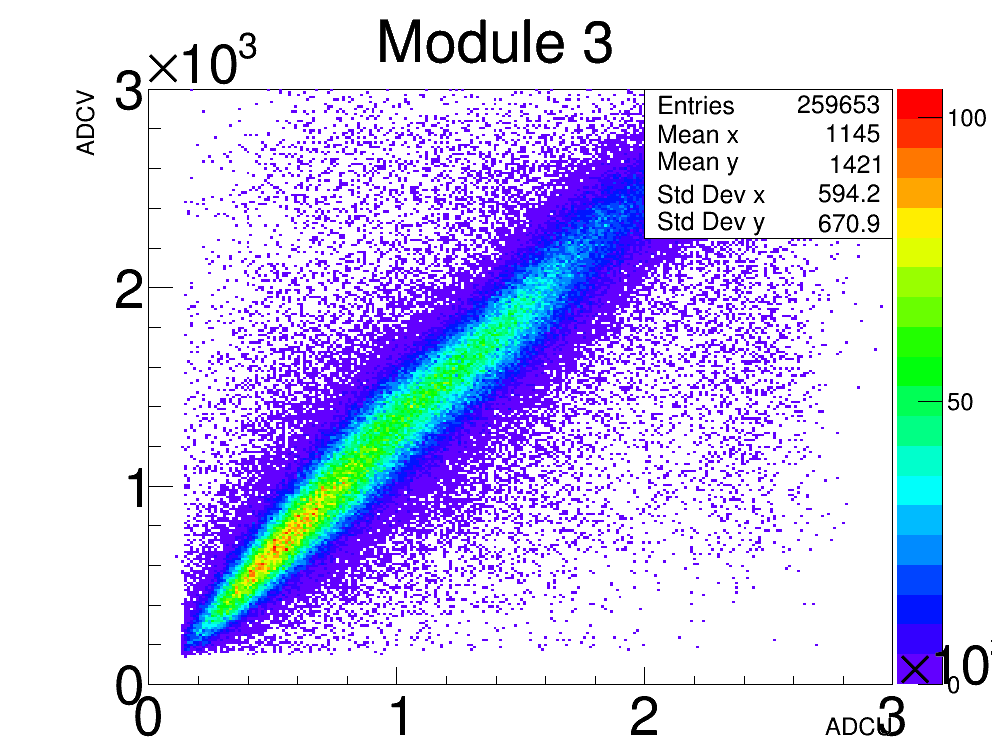 Module 3
×10³
ADCV
3
2
1
0
Entries 259653
Mean x 1145
Mean y 1421
Std Dev x 594.2
Std Dev y 670.9
100
50
0
0 1 2 3
ADCU
×10